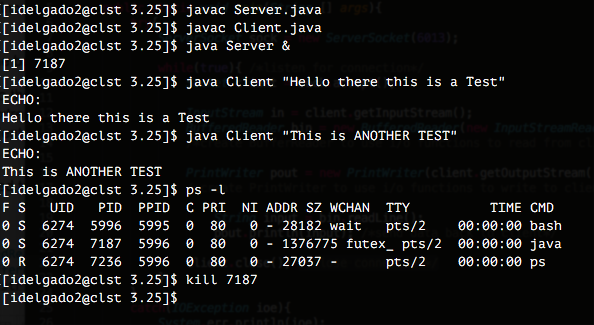 [idelgado2@clst 3.25]$ javac Server.java
[idelgado2@clst 3.25]$ javac Client.java
[idelgado2@clst 3.25]$ java Server &
[1] 7187
[idelgado2@clst 3.25]$ java Client "Hello there this is a Test"
ECHO:
Hello there this is a Test
[idelgado2@clst 3.25]$ java Client "This is ANOTHER TEST"
ECHO:
This is ANOTHER TEST
[idelgado2@clst 3.25]$ ps -l
F S   UID   PID  PPID  C PRI  NI ADDR SZ WCHAN  TTY          TIME CMD
0 S  6274  5996  5995  0  80   0 - 28182 wait   pts/2    00:00:00 bash
0 S  6274  7187  5996  0  80   0 - 1376775 futex_ pts/2  00:00:00 java
0 R  6274  7236  5996  0  80   0 - 27037 -      pts/2    00:00:00 ps
[idelgado2@clst 3.25]$ kill 7187
[idelgado2@clst 3.25]$